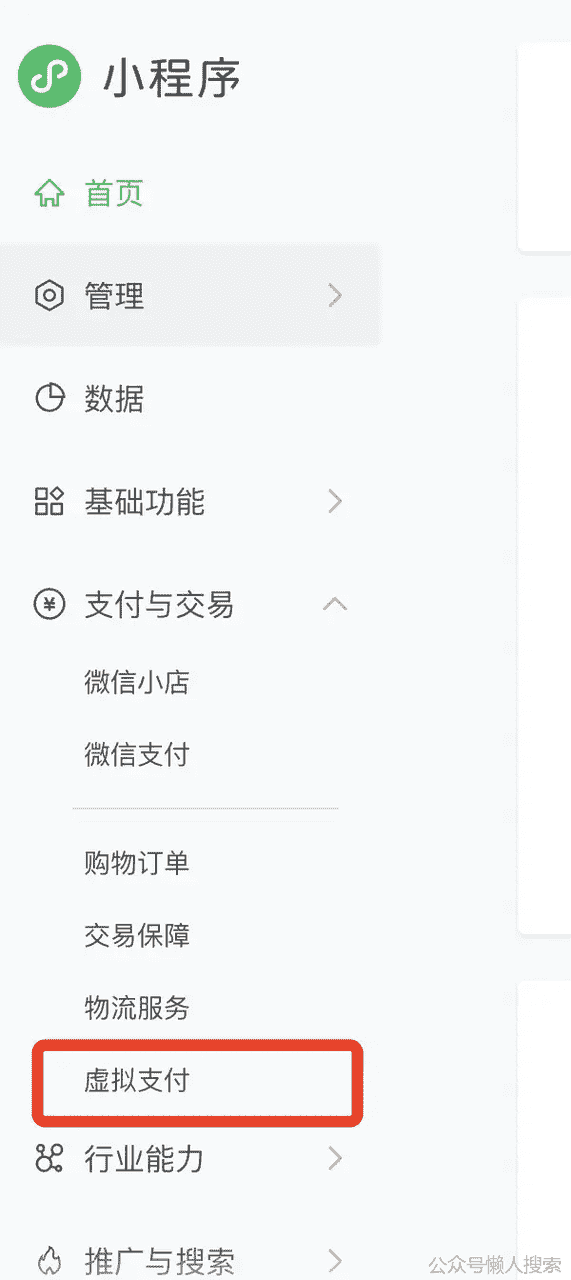 小程序
首页
管理
数据
基础功能
支付与交易
微信小店
微信支付
购物订单
交易保障
物流服务
虚拟支付
行业能力
推广与搜索
公众号懒人搜索